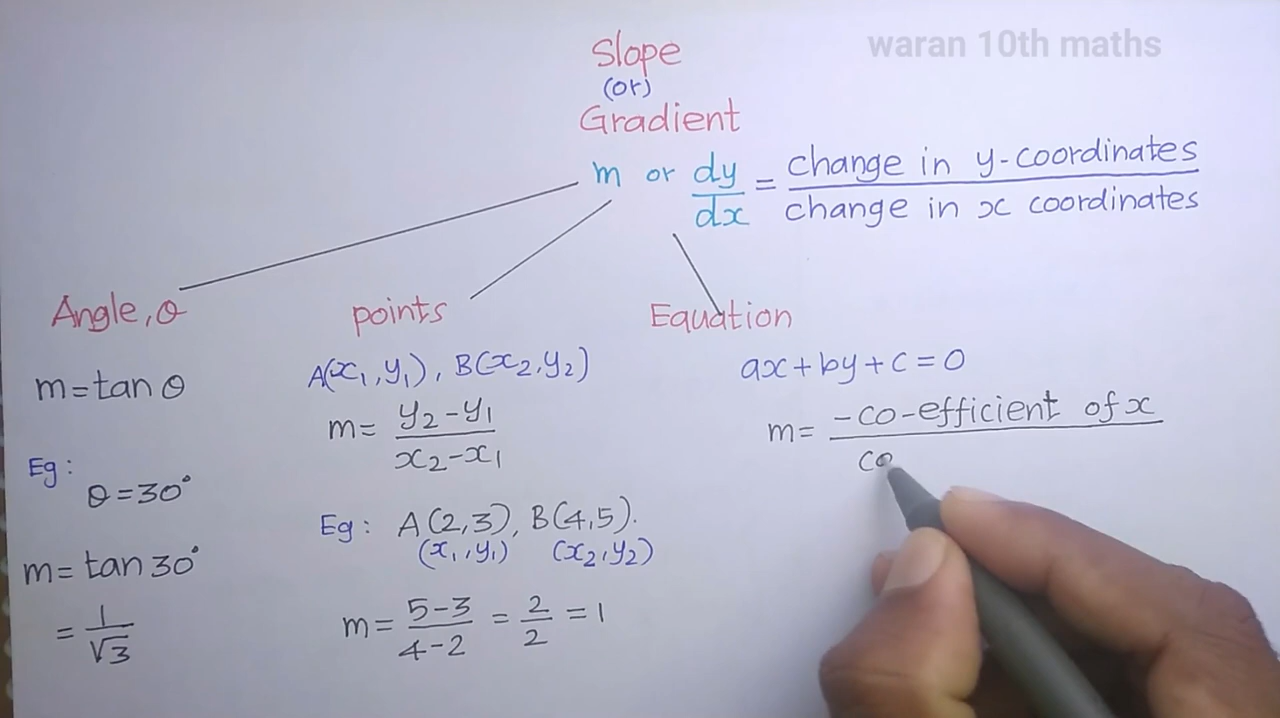 waran 10th maths
Slope
(or)
Gradient
m or dy/dx = change in y-coordinates / change in x coordinates
Angle, θ
m = tan θ
Eg:
θ = 30°
m = tan 30°
= 1/√3
points
A(x₁, y₁), B(x₂, y₂)
m = y₂-y₁ / x₂-x₁
Eg: A(2,3), B(4,5).
(x₁, y₁) (x₂, y₂)
m = 5-3 / 4-2 = 2/2 = 1
Equation
ax + by + c = 0
m = -co-efficient of x / co